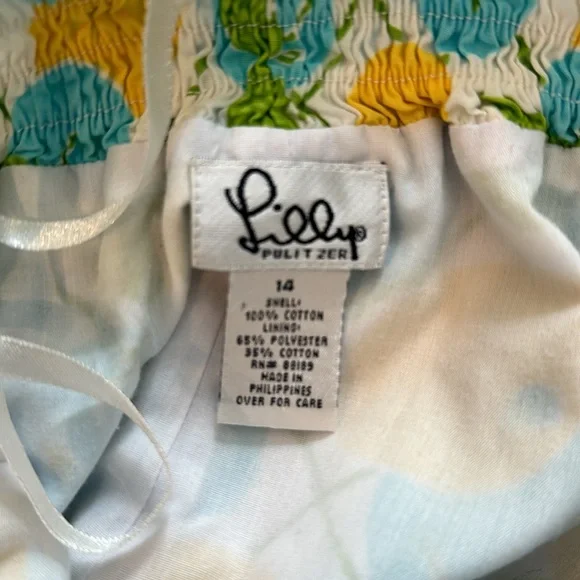 Lilly®
PULITZER
14
SHELL:
100% COTTON
LINING:
65% POLYESTER
35% COTTON
RN# 88189
MADE IN
PHILIPPINES
OVER FOR CARE